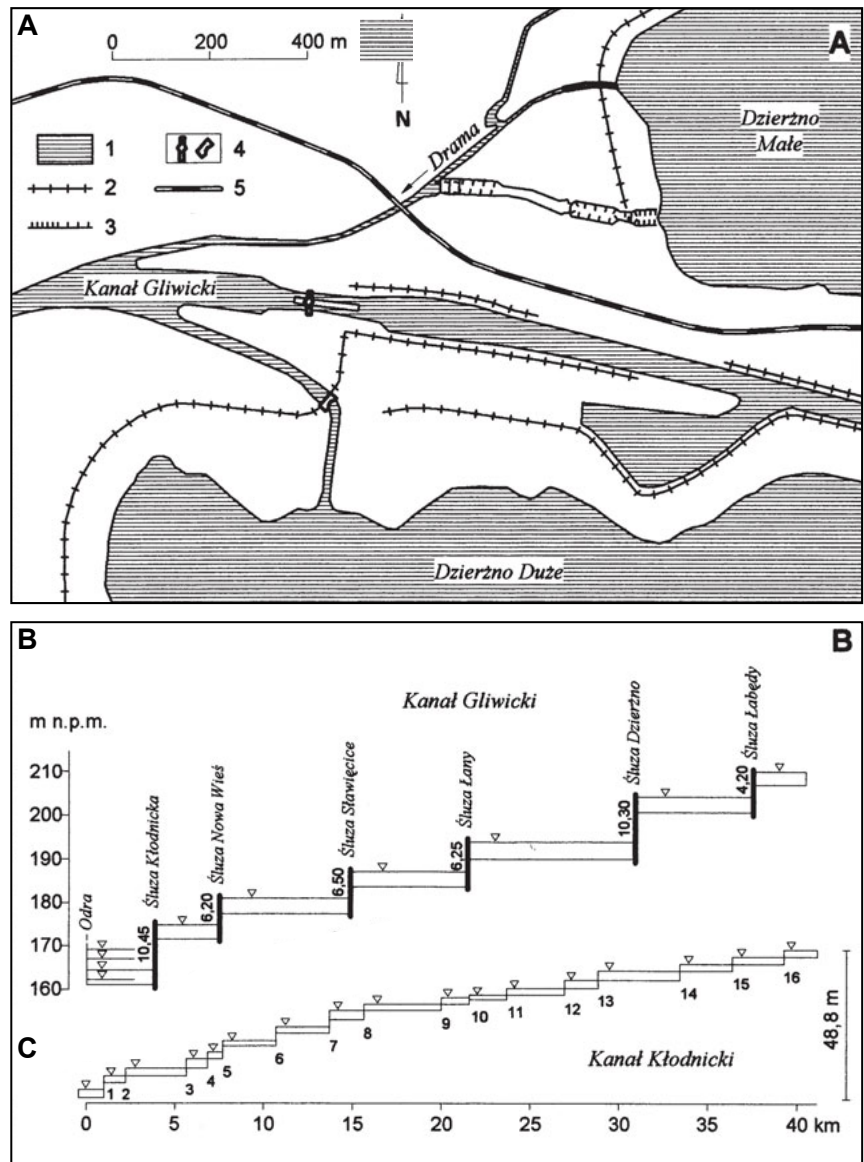 A
A
0 200 400 m
N
1
2
3
4
5
Drama
Dzierżno
Małe
Kanał Gliwicki
Dzierżno Duże
B
B
Kanał Gliwicki
m n.p.m.
210
200
190
180
170
160
Odra
10,45
Śluza Kłodnicka
6,20
Śluza Nowa Wieś
6,50
Śluza Sławięcice
6,25
Śluza Łany
10,30
Śluza Dzierżno
4,20
Śluza Łabędy
C
1 2 3 4 5 6 7 8 9 10 11 12 13 14 15 16
48,8 m
Kanał Kłodnicki
0 5 10 15 20 25 30 35 40 km